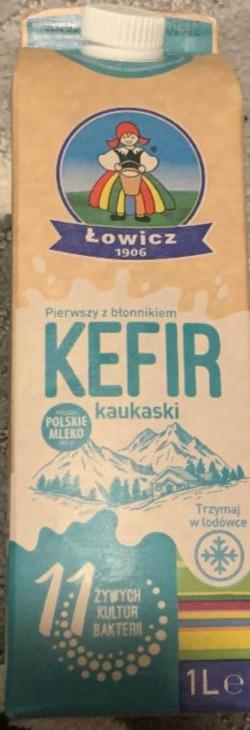 Łowicz
1906
Pierwszy z błonnikiem
KEFIR
kaukaski
POLSKIE
MLEKO
Trzymaj
w lodówce
11 ŻYWYCH
KULTUR
BAKTERII
1L e